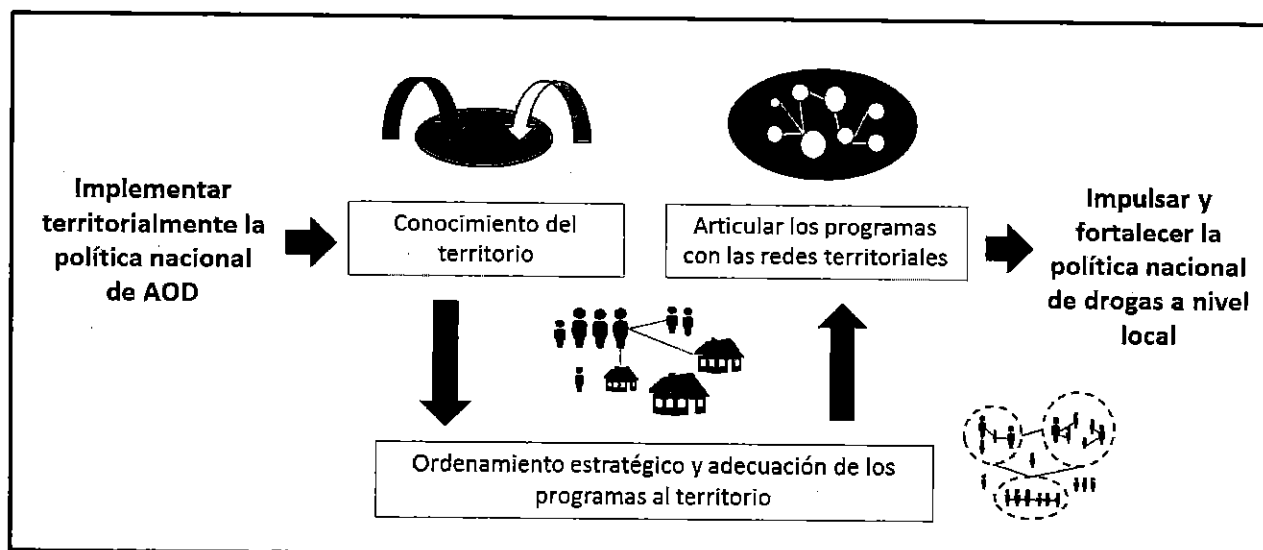 Implementar
territorialmente la
política nacional
de AOD
Conocimiento del
territorio
Ordenamiento estratégico y adecuación de los
programas al territorio
Articular los programas
con las redes territoriales
Impulsar y
fortalecer la
política nacional
de drogas a nivel
local